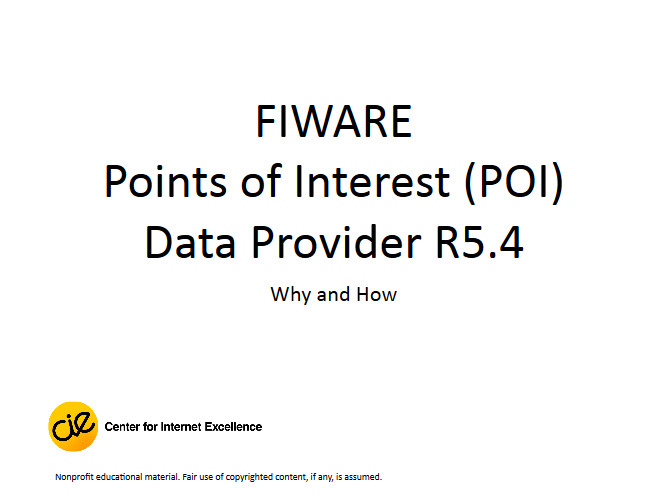 FIWARE
Points of Interest (POI)
Data Provider R5.4
Why and How
cie
Center for Internet Excellence
Nonprofit educational material. Fair use of copyrighted content, if any, is assumed.